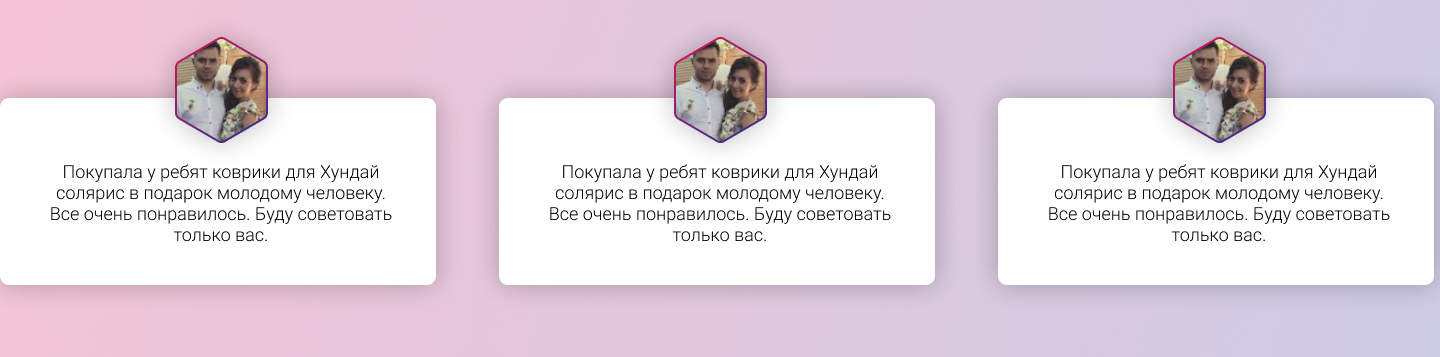 Покупала у ребят коврики для Хундай
солярис в подарок молодому человеку.
Все очень понравилось. Буду советовать
только вас.
Покупала у ребят коврики для Хундай
солярис в подарок молодому человеку.
Все очень понравилось. Буду советовать
только вас.
Покупала у ребят коврики для Хундай
солярис в подарок молодому человеку.
Все очень понравилось. Буду советовать
только вас.